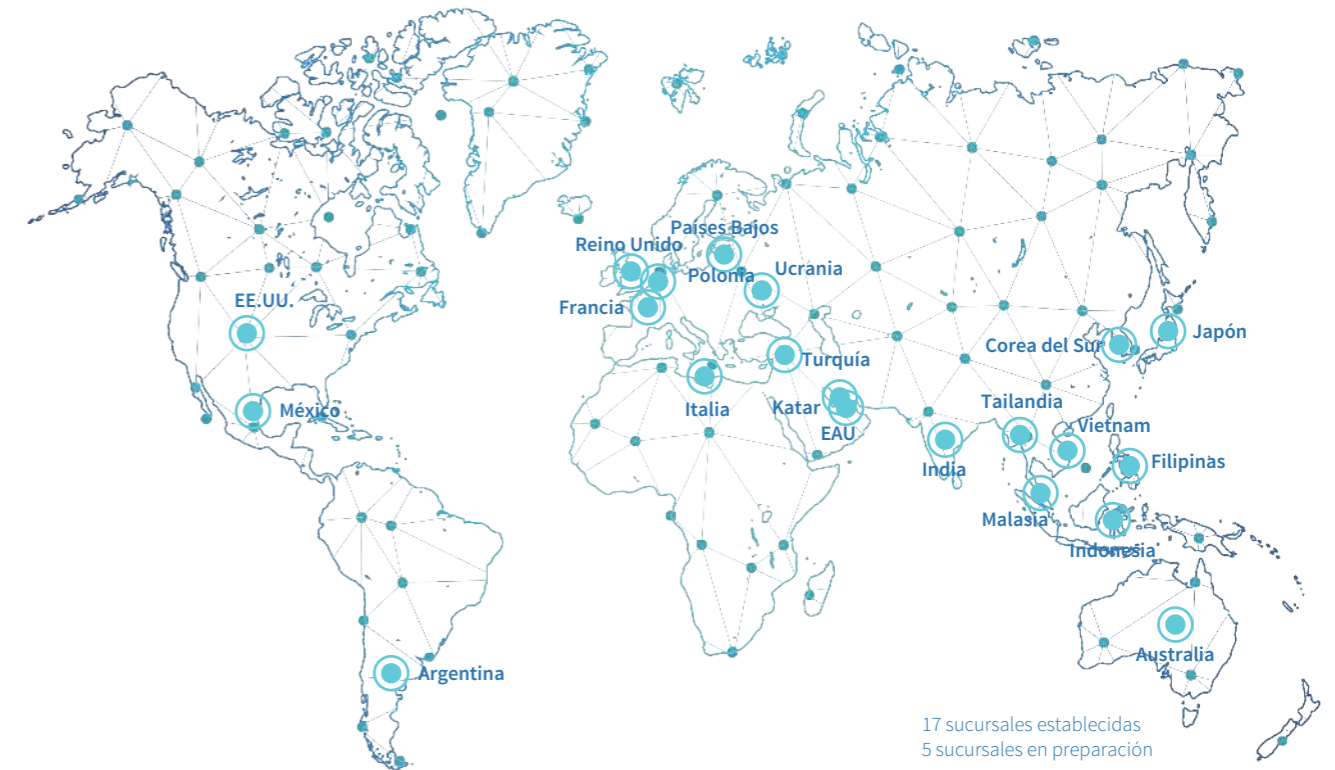 Países Bajos
Reino Unido
Ucrania
Polonia
EE.UU.
Francia
Corea del Sur
Japón
Turquía
Tailandia
México
Italia
Katar
EAU
Vietnam
India
Filipinas
Malasia
Indonesia
Australia
Argentina
17 sucursales establecidas
5 sucursales en preparación